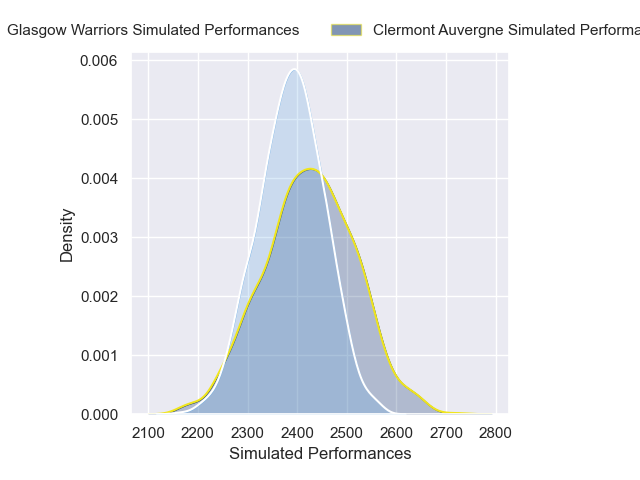 Glasgow Warriors Simulated Performances
Clermont Auvergne Simulated Performa
0.006
0.005
0.004
0.003
0.002
0.001
0.000
Density
2100 2200 2300 2400 2500 2600 2700 2800
Simulated Performances